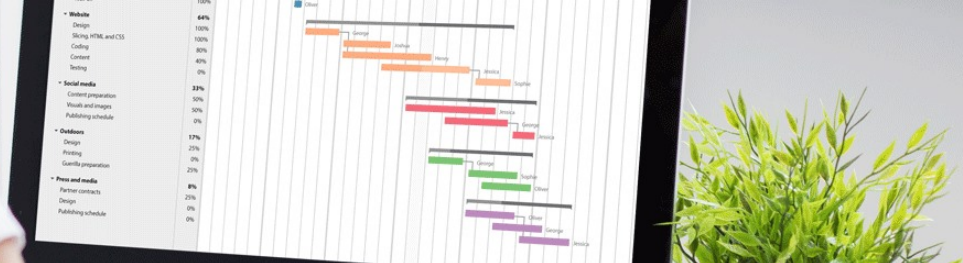 100%
Oliver
Website 64%
Design 100% George
Slicing, HTML and CSS 100% Joshua
Coding 80% Henry
Content 40% Jessica
Testing 0% Sophie
Social media 33%
Content preparation 50% Jessica
Visuals and images 50% George
Publishing schedule 0% Jessica
Outdoors 17%
Design 25% George
Printing 0% Sophie
Guerilla preparation 25% Oliver
Press and media 8%
Partner contracts 25% Oliver
Design 0% George
Publishing schedule 0% Jessica